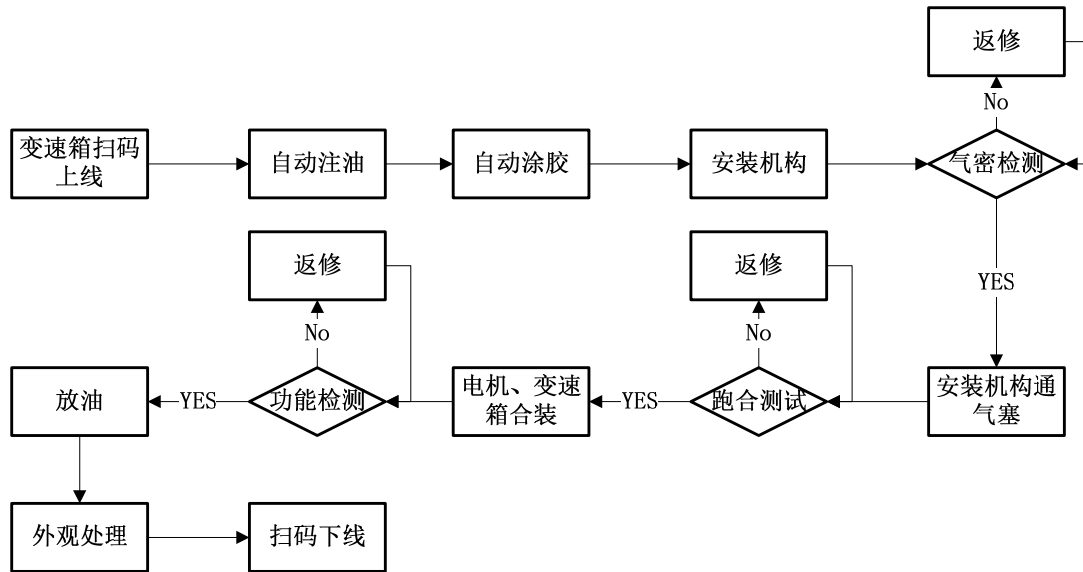 返修
No
变速箱扫码
上线
自动注油
自动涂胶
安装机构
气密检测
YES
返修
No
返修
No
放油
YES
功能检测
电机、变速
箱合装
YES
跑合测试
安装机构通
气塞
外观处理
扫码下线